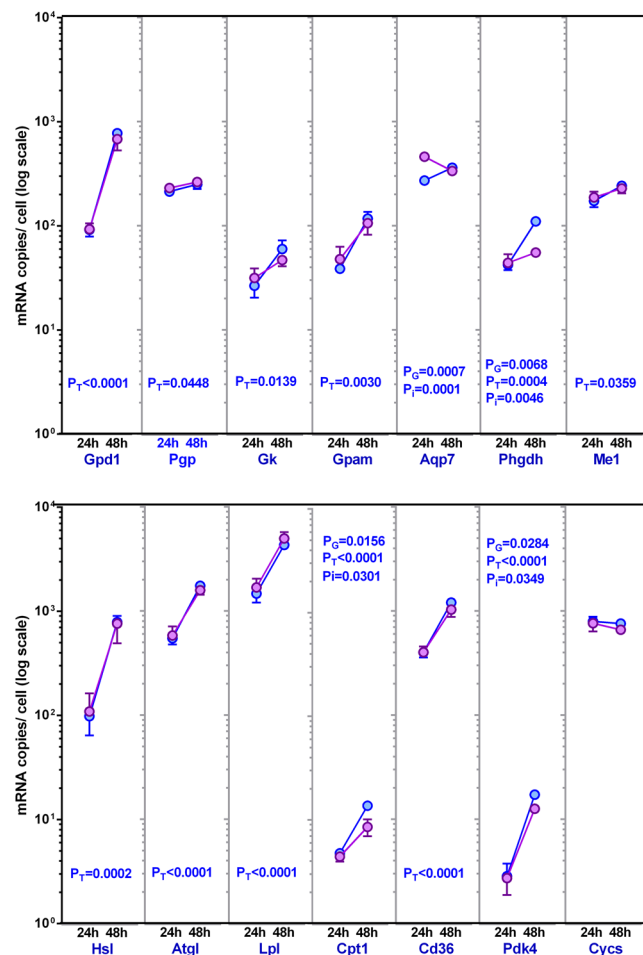 mRNA copies/ cell (log scale)
10⁴
10³
10²
10¹
10⁰
P_T<0.0001
P_T=0.0448
P_T=0.0139
P_T=0.0030
P_G=0.0007
P_i=0.0001
P_G=0.0068
P_T=0.0004
P_i=0.0046
P_T=0.0359
24h 48h 24h 48h 24h 48h 24h 48h 24h 48h 24h 48h 24h 48h
Gpd1 Pgp Gk Gpam Aqp7 Phgdh Me1
mRNA copies/ cell (log scale)
10⁴
10³
10²
10¹
10⁰
P_G=0.0156
P_T<0.0001
Pi=0.0301
P_G=0.0284
P_T<0.0001
P_i=0.0349
P_T=0.0002
P_T<0.0001
P_T<0.0001
P_T<0.0001
24h 48h 24h 48h 24h 48h 24h 48h 24h 48h 24h 48h 24h 48h
Hsl Atgl Lpl Cpt1 Cd36 Pdk4 Cycs